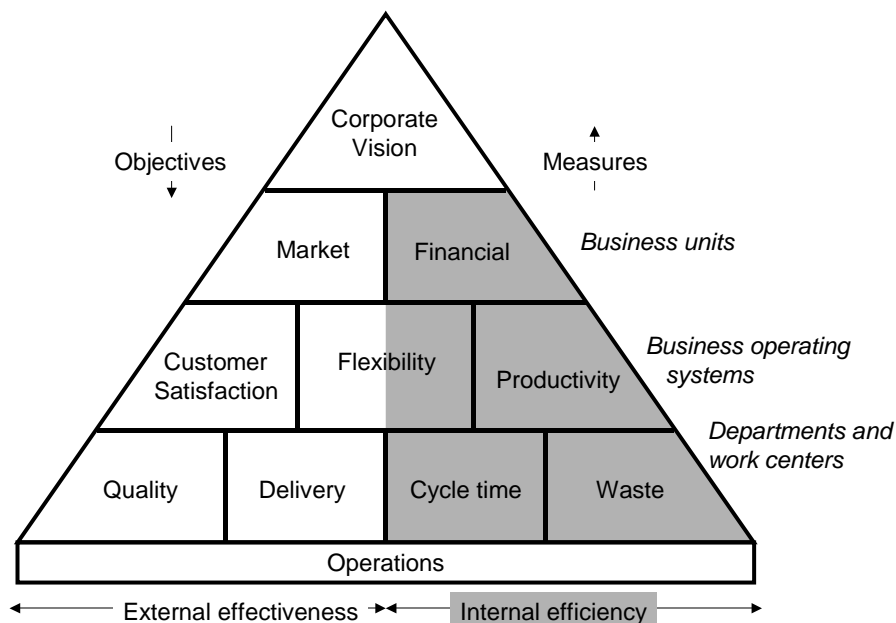 Corporate
Vision
Objectives
Measures
Market
Financial
Business units
Customer
Satisfaction
Flexibility
Productivity
Business operating
systems
Departments and
work centers
Quality
Delivery
Cycle time
Waste
Operations
External effectiveness
Internal efficiency